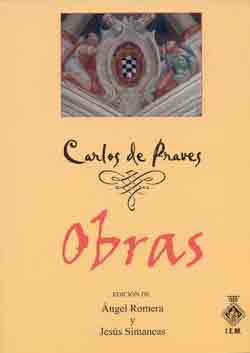 Carlos de Praves
Obras
EDICIÓN DE
Ángel Romera
y
Jesús Simancas
I.E.M.